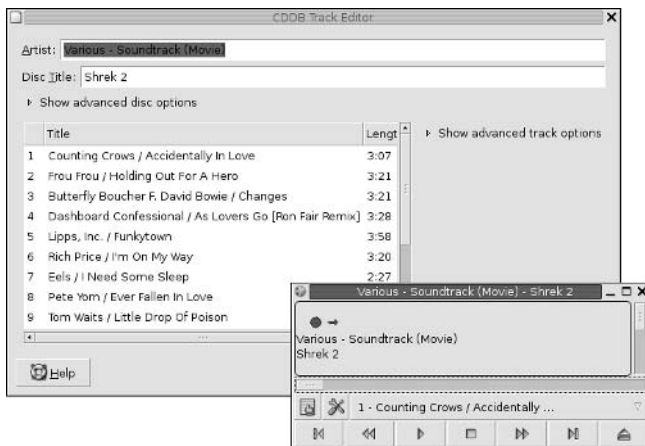 CDDB Track Editor
Artist: Various - Soundtrack (Movie)
Disc Title: Shrek 2
Show advanced disc options
Title Lengt
Show advanced track options
1 Counting Crows / Accidentally In Love 3:07
2 Frou Frou / Holding Out For A Hero 3:21
3 Butterfly Boucher F. David Bowie / Changes 3:21
4 Dashboard Confessional / As Lovers Go [Ron Fair Remix] 3:28
5 Lipps, Inc. / Funkytown 3:58
6 Rich Price / I'm On My Way 3:20
7 Eels / I Need Some Sleep 2:27
8 Pete Yorn / Ever Fallen In Love
9 Tom Waits / Little Drop Of Poison
Help
Various - Soundtrack (Movie) - Shrek 2
Various - Soundtrack (Movie)
Shrek 2
1 - Counting Crows / Accidentally ...